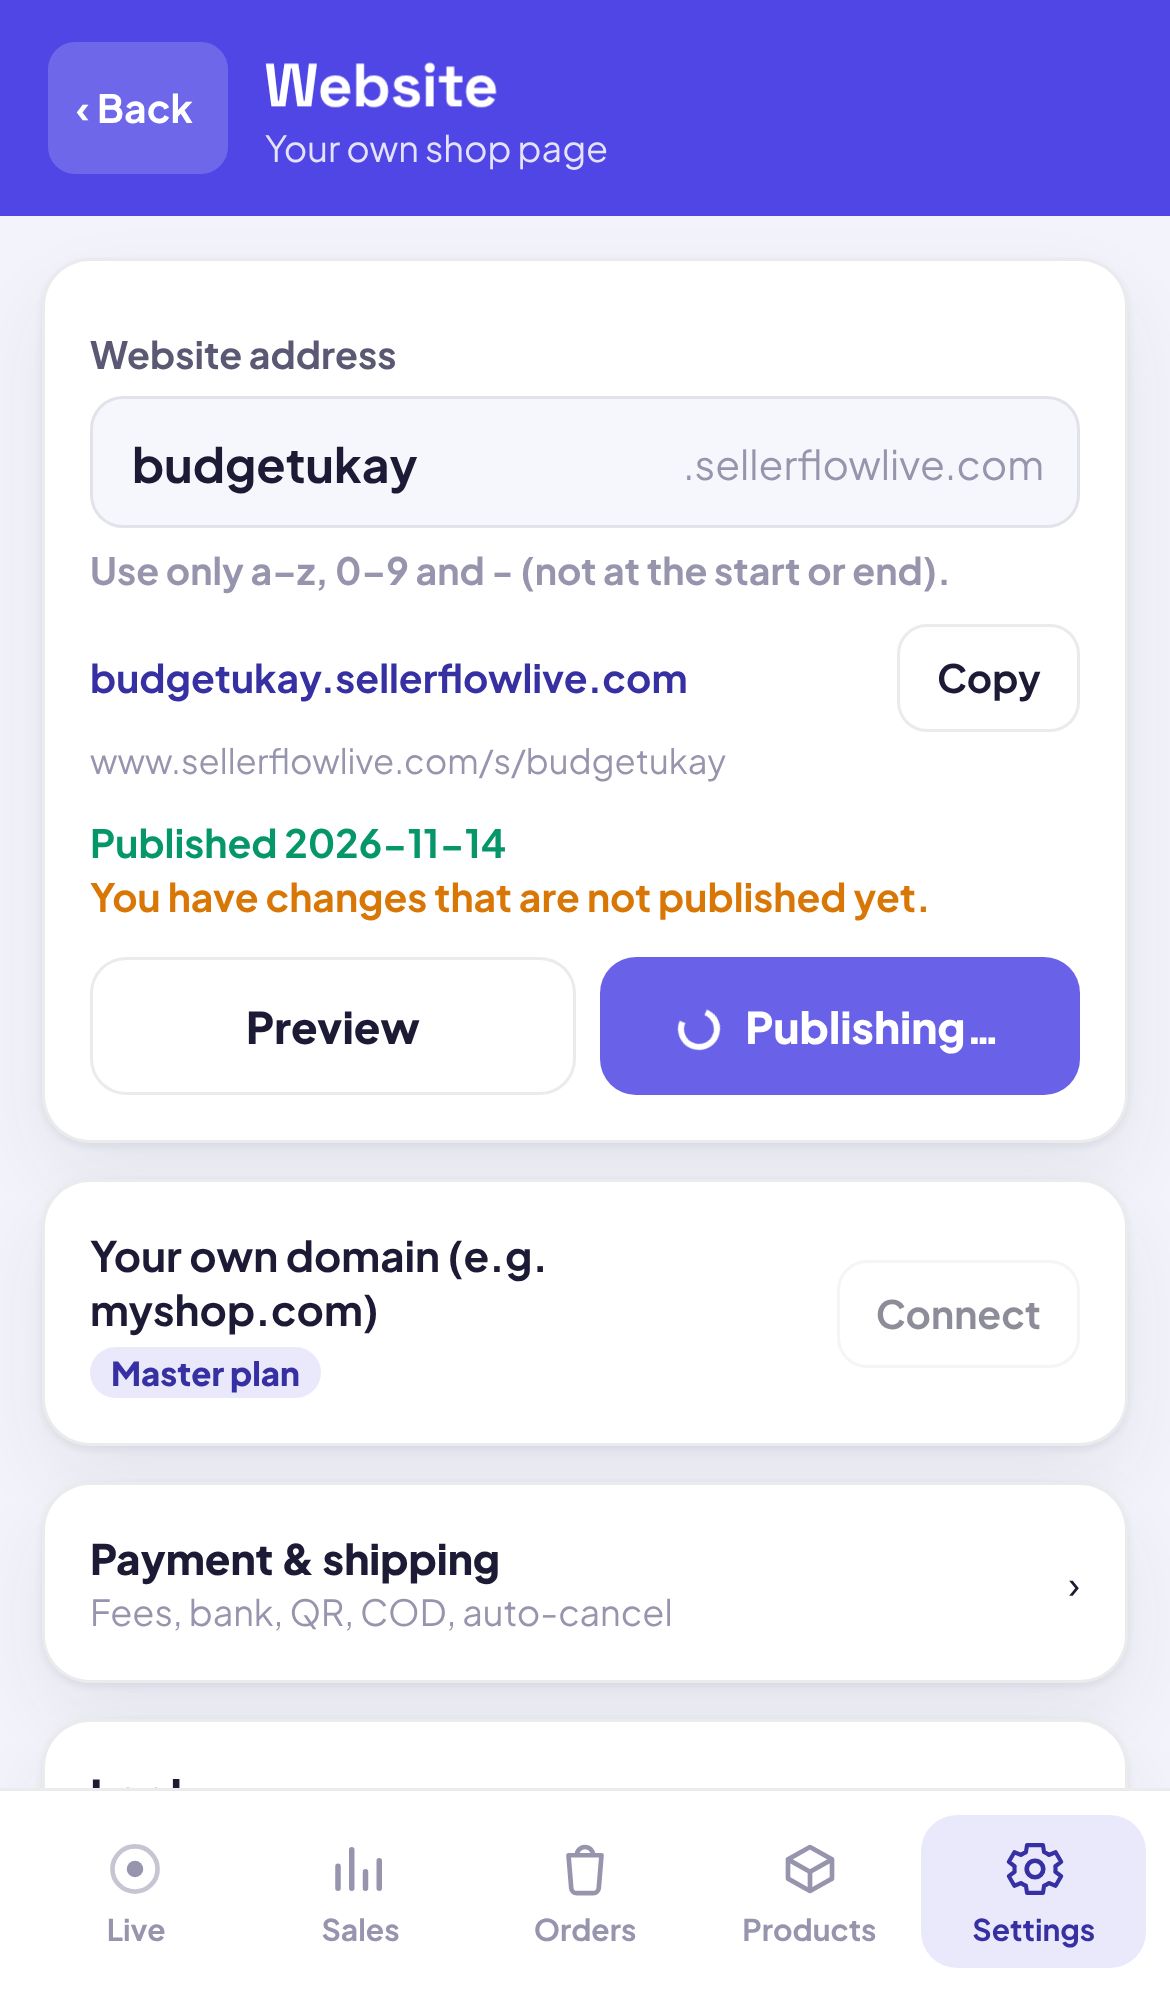 ‹ Back
Website
Your own shop page
Website address
budgetukay
.sellerflowlive.com
Use only a–z, 0–9 and - (not at the start or end).
budgetukay.sellerflowlive.com
Copy
www.sellerflowlive.com/s/budgetukay
Published 2026-11-14
You have changes that are not published yet.
Preview
Publishing…
Your own domain (e.g.
myshop.com)
Connect
Master plan
Payment & shipping
Fees, bank, QR, COD, auto-cancel
›
Live
Sales
Orders
Products
Settings